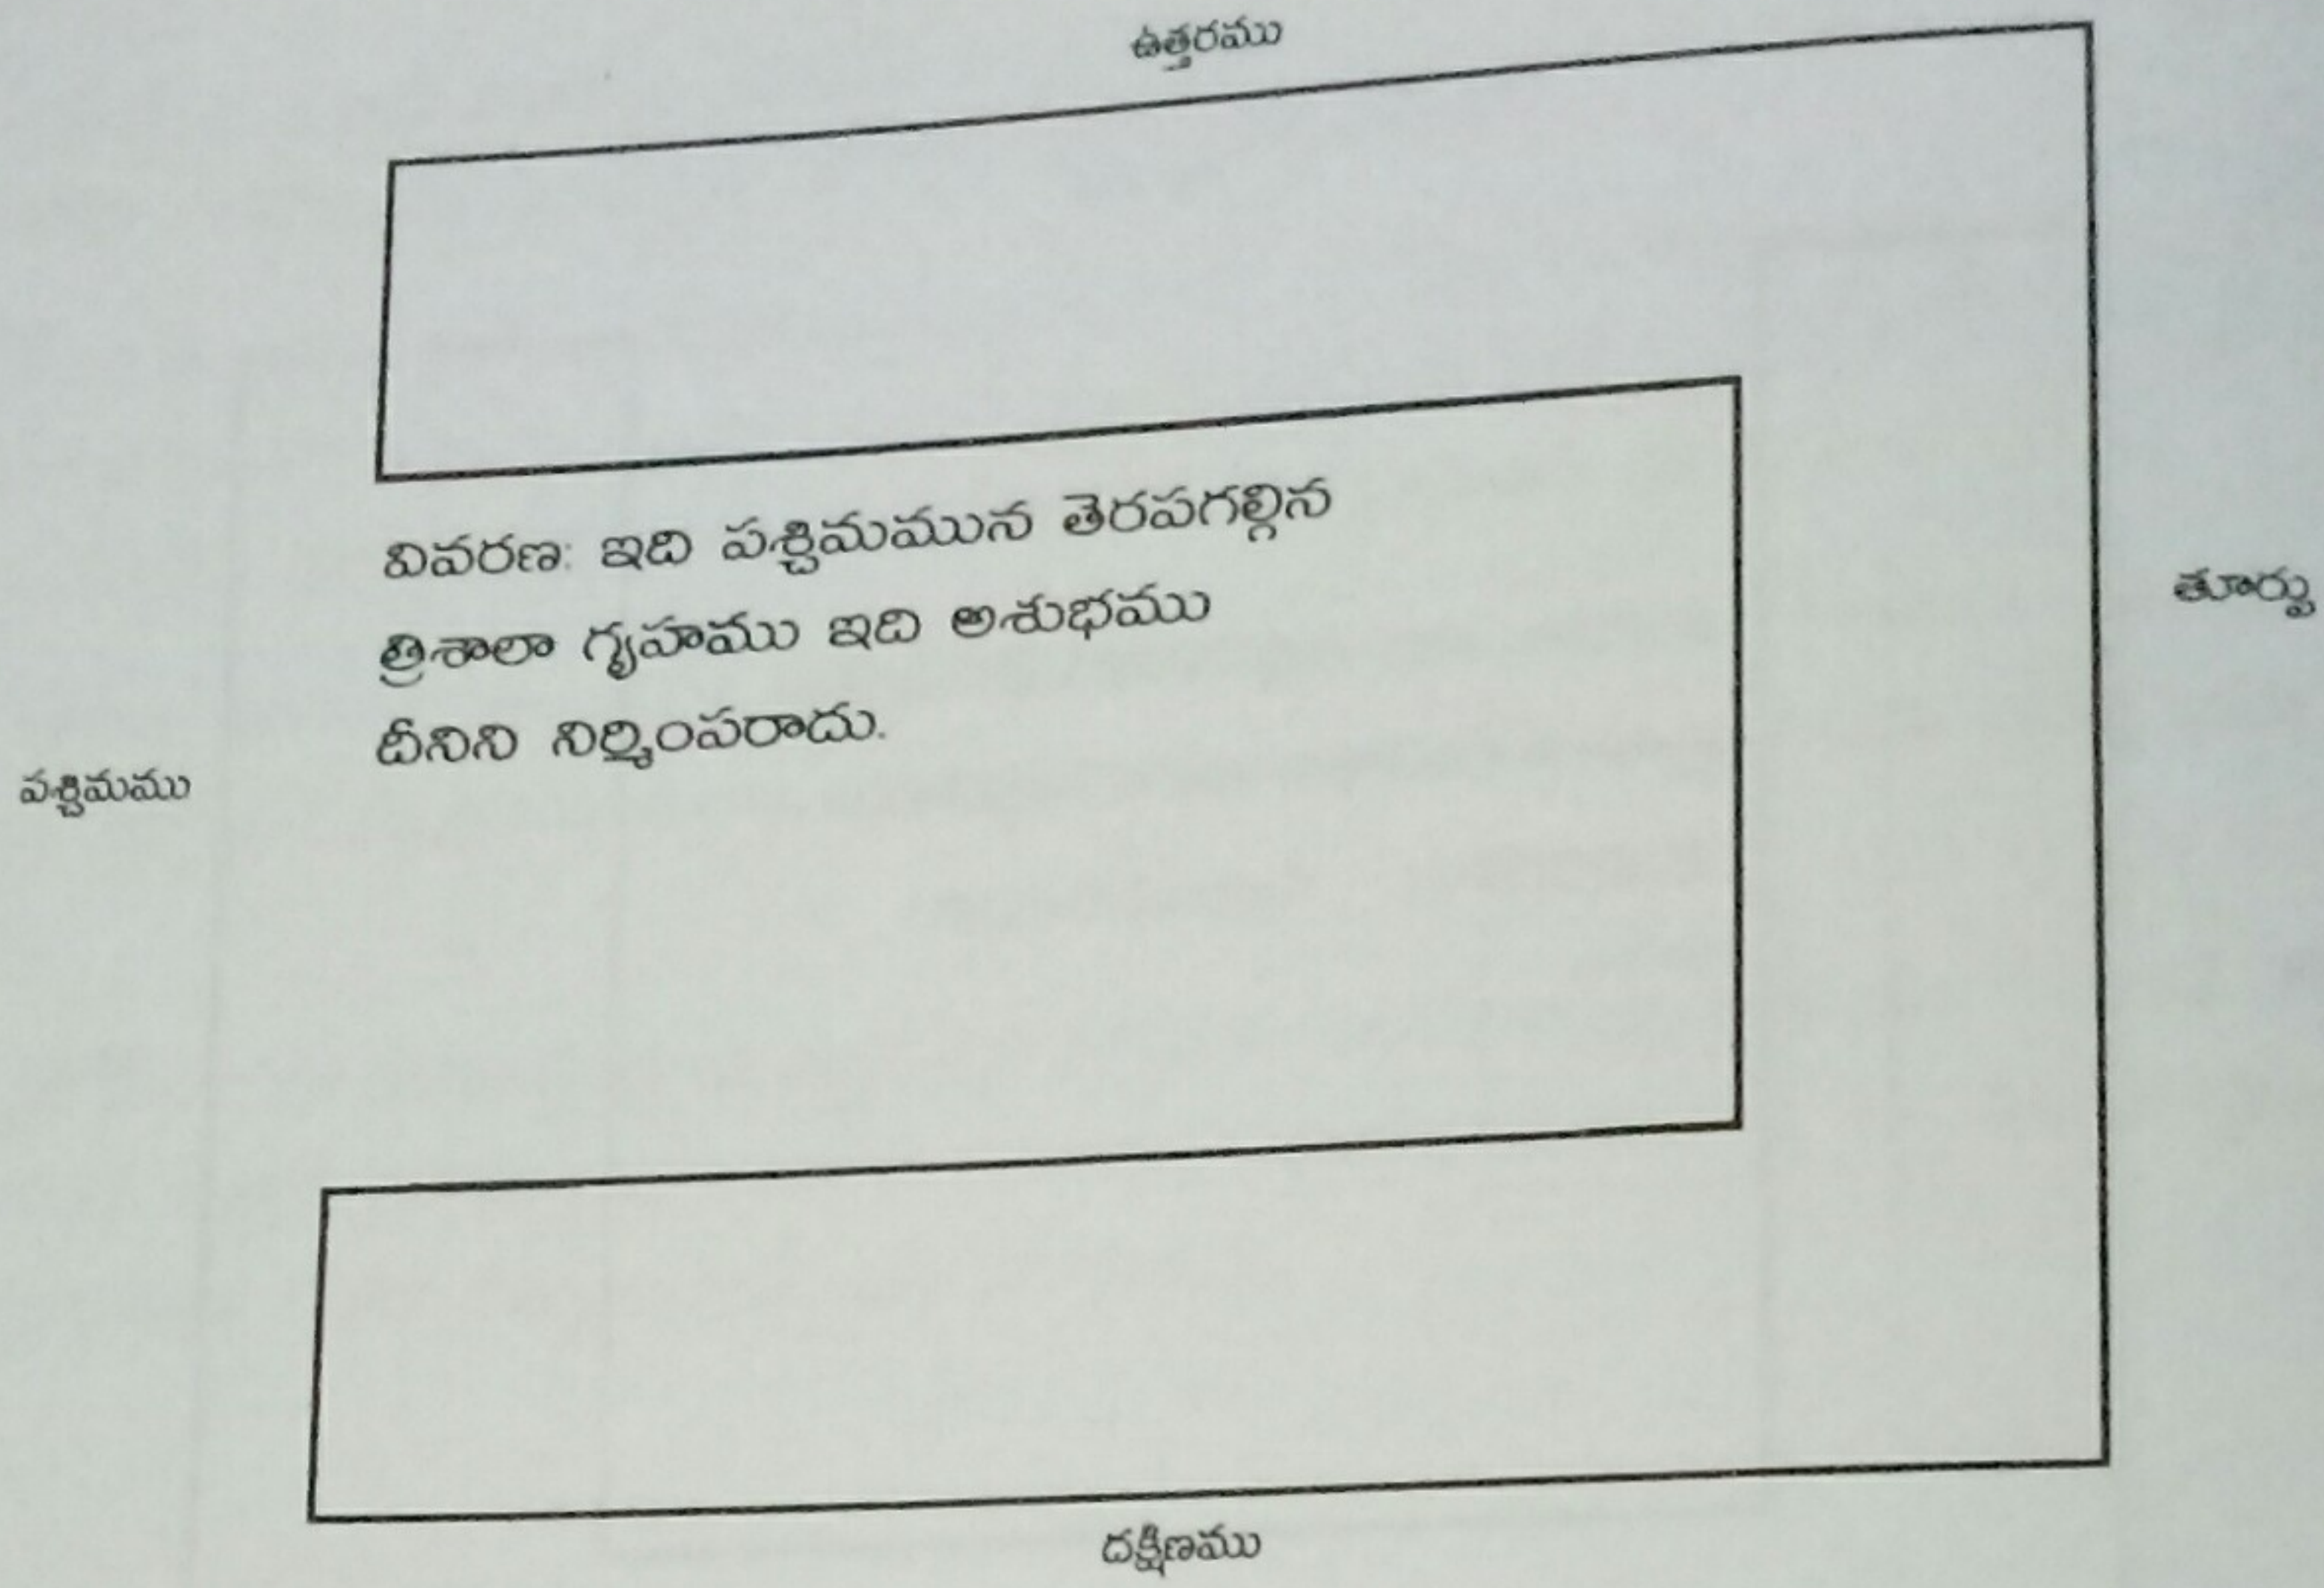 ఉత్తరము
వివరణ: ఇది పశ్చిమమున తెరపగల్గిన
త్రిశాలా గృహము ఇది అశుభము
దీనిని నిర్మింపరాదు.
తూర్పు
పశ్చిమము
దక్షిణము